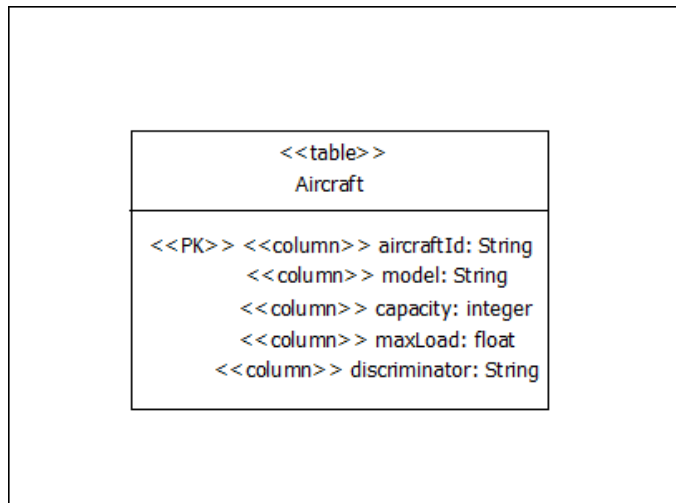 <<table>>
Aircraft
<<PK>> <<column>> aircraftId: String
<<column>> model: String
<<column>> capacity: integer
<<column>> maxLoad: float
<<column>> discriminator: String